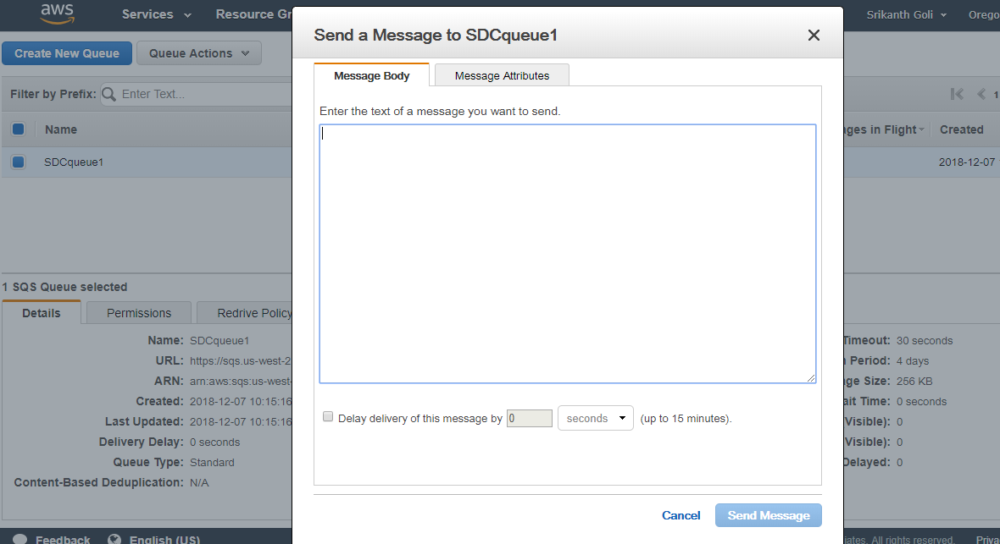 aws
Services
Resource Gr
Srikanth Goli
Orego
Create New Queue
Queue Actions
Filter by Prefix:
Enter Text...
1
Name
ages in Flight
Created
SDCqueue1
2018-12-07
Send a Message to SDCqueue1
Message Body
Message Attributes
Enter the text of a message you want to send.
Delay delivery of this message by 0 seconds (up to 15 minutes).
Cancel
Send Message
1 SQS Queue selected
Details
Permissions
Redrive Policy
Name: SDCqueue1
URL: https://sqs.us-west-2
ARN: arn:aws:sqs:us-west-
Created: 2018-12-07 10:15:16
Last Updated: 2018-12-07 10:15:16
Delivery Delay: 0 seconds
Queue Type: Standard
Content-Based Deduplication: N/A
Timeout: 30 seconds
Period: 4 days
ge Size: 256 KB
ait Time: 0 seconds
Visible): 0
Visible): 0
Delayed: 0
Feedback
English (US)
iates. All rights reserved.
Priva